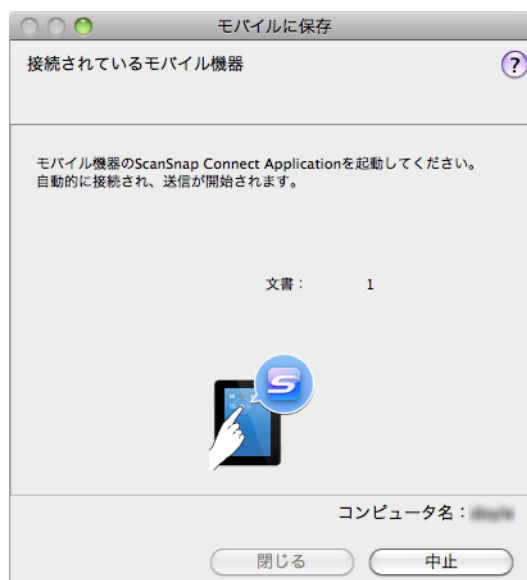 モバイルに保存
接続されているモバイル機器
?
モバイル機器のScanSnap Connect Applicationを起動してください。
自動的に接続され、送信が開始されます。
文書： 1
S
コンピュータ名：
閉じる 中止